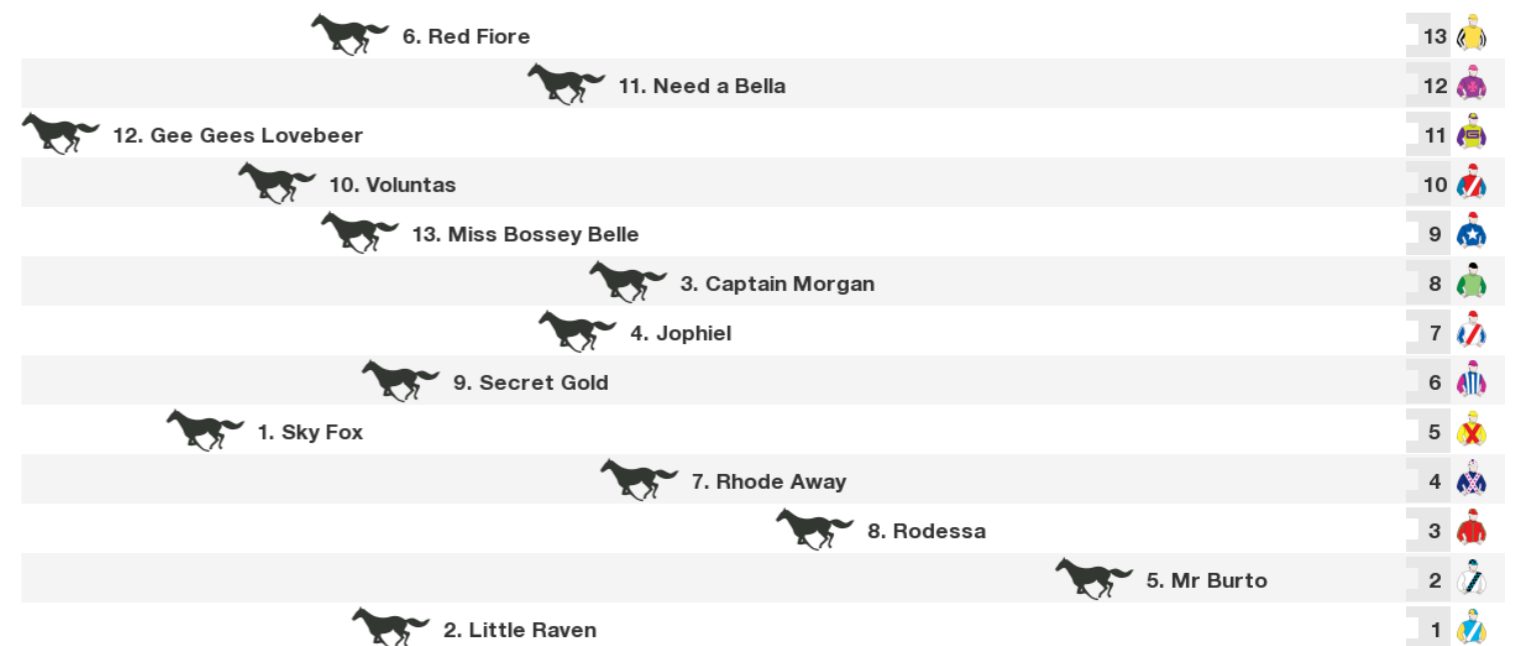 6. Red Fiore 13
11. Need a Bella 12
12. Gee Gees Lovebeer 11
10. Voluntas 10
13. Miss Bossey Belle 9
3. Captain Morgan 8
4. Jophiel 7
9. Secret Gold 6
1. Sky Fox 5
7. Rhode Away 4
8. Rodessa 3
5. Mr Burto 2
2. Little Raven 1